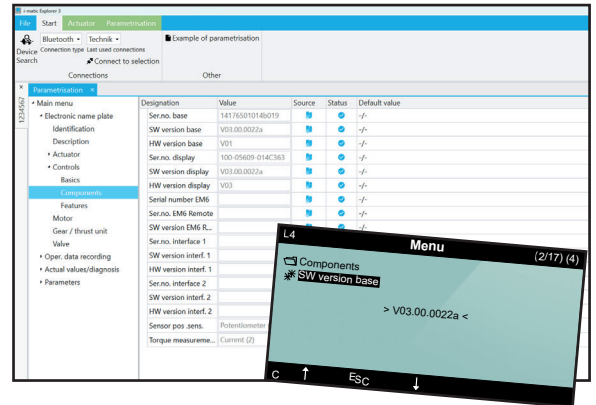 i-matic Explorer 3
File Start Actuator Parametrisation
Device Search
Bluetooth Technik
Connection type Last used connections
Connect to selection
Connections
Example of parametrisation
Other
1234567
Parametrisation ×
Main menu
Electronic name plate
Identification
Description
Actuator
Controls
Basics
Components
Features
Motor
Gear / thrust unit
Valve
Oper. data recording
Actual values/diagnosis
Parameters
Designation Value Source Status Default value
Ser.no. base 14176501014b019 -/-
SW version base V03.00.0022a -/-
HW version base V01 -/-
Ser.no. display 100-05609-014C363 -/-
SW version display V03.00.0022a -/-
HW version display V03 -/-
Serial number EM6 -/-
Ser.no. EM6 Remote -/-
SW version EM6 R... -/-
Ser.no. interface 1
SW version interf. 1
HW version interf. 1
Ser.no. interface 2
SW version interf. 2
HW version interf. 2
Sensor pos .sens. Potentiometer
Torque measureme... Current (2)
L4 Menu (2/17) (4)
Components
SW version base
> V03.00.0022a <
C ↑ ESC ↓